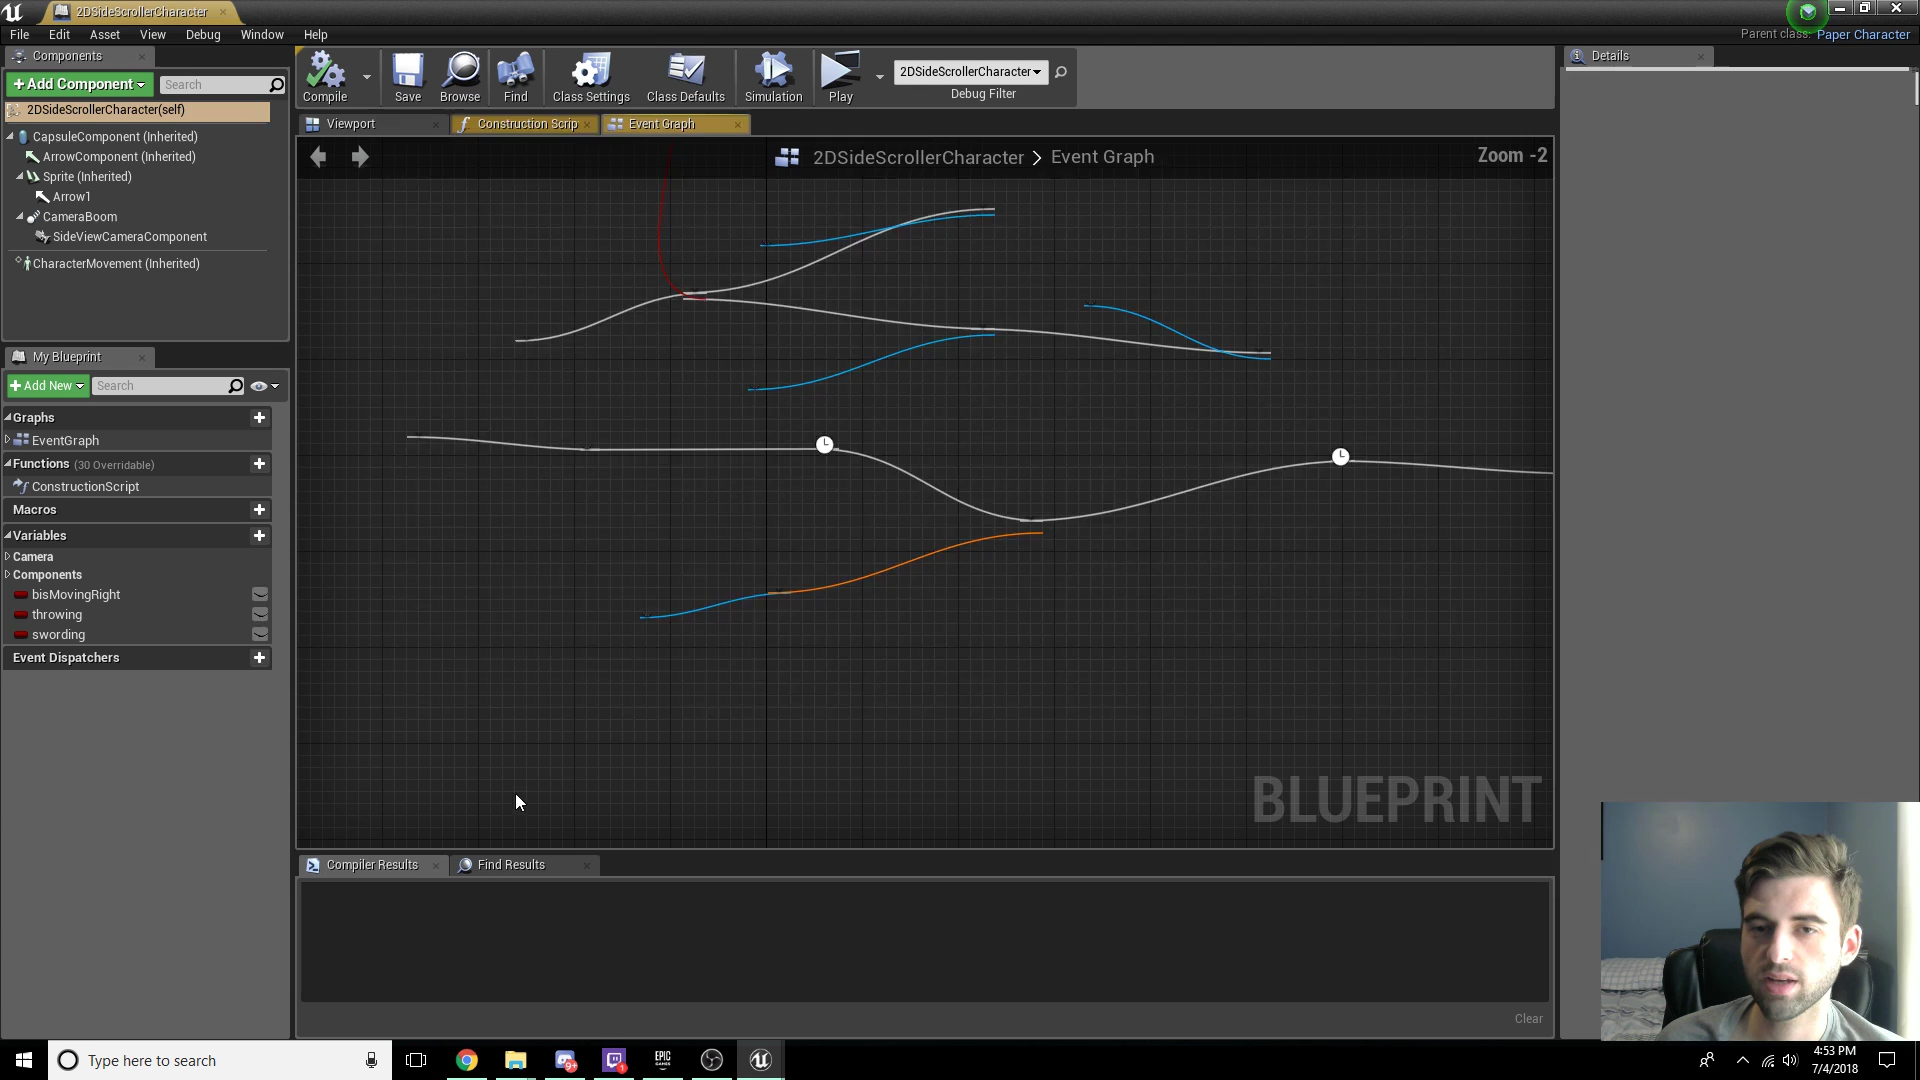 2DSideScrollerCharacter
File Edit Asset View Debug Window Help
Parent class: Paper Character
Components
Add Component
Search
2DSideScrollerCharacter(self)
CapsuleComponent (Inherited)
ArrowComponent (Inherited)
Sprite (Inherited)
Arrow1
CameraBoom
SideViewCameraComponent
CharacterMovement (Inherited)
My Blueprint
Add New
Search
Graphs
EventGraph
Functions (30 Overridable)
ConstructionScript
Macros
Variables
Camera
Components
bisMovingRight
throwing
swording
Event Dispatchers
Compile
Save
Browse
Find
Class Settings
Class Defaults
Simulation
Play
2DSideScrollerCharacter
Debug Filter
Viewport
Construction Scrip
Event Graph
2DSideScrollerCharacter > Event Graph
Zoom -2
BLUEPRINT
Compiler Results
Find Results
Clear
Details
Type here to search
9+
1
EPIC
GAMES
4:53 PM
7/4/2018